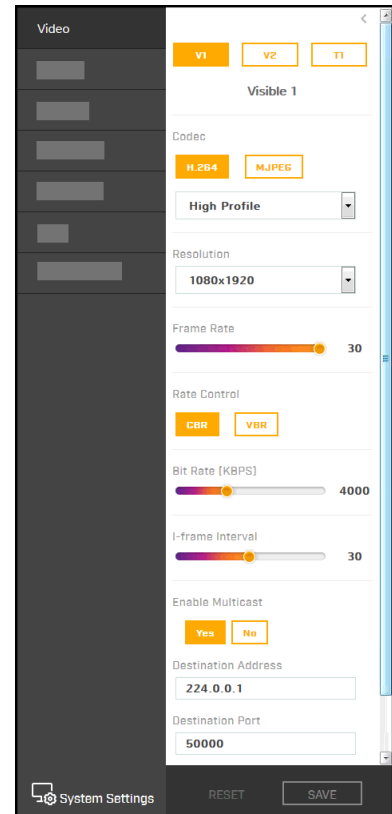 Video
V1 V2 T1
Visible 1
Codec
H.264 MJPEG
High Profile
Resolution
1080x1920
Frame Rate
30
Rate Control
CBR VBR
Bit Rate [KBPS]
4000
I-frame Interval
30
Enable Multicast
Yes No
Destination Address
224.0.0.1
Destination Port
50000
System Settings RESET SAVE